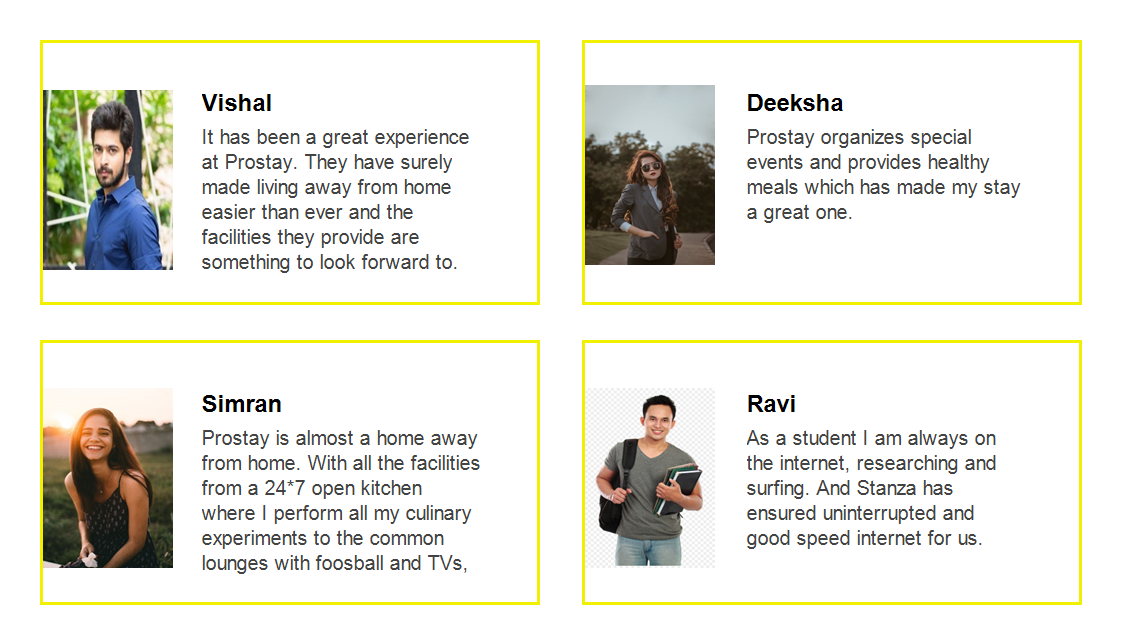 Vishal
It has been a great experience
at Prostay. They have surely
made living away from home
easier than ever and the
facilities they provide are
something to look forward to.
Deeksha
Prostay organizes special
events and provides healthy
meals which has made my stay
a great one.
Simran
Prostay is almost a home away
from home. With all the facilities
from a 24*7 open kitchen
where I perform all my culinary
experiments to the common
lounges with foosball and TVs,
Ravi
As a student I am always on
the internet, researching and
surfing. And Stanza has
ensured uninterrupted and
good speed internet for us.